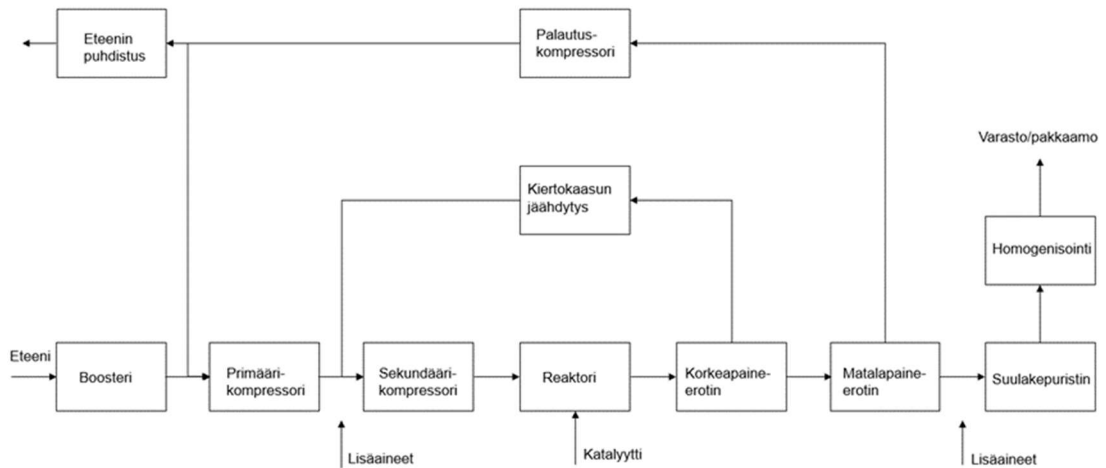 Eteenin
puhdistus
Palautus-
kompressori
Varasto/pakkaamo
Kiertokaasun
jäähdytys
Homogenisointi
Eteeni
Boosteri
Primääri-
kompressori
Sekundääri-
kompressori
Reaktori
Korkeapaine-
erotin
Matalapaine-
erotin
Suulakepuristin
Lisäaineet
Katalyytti
Lisäaineet